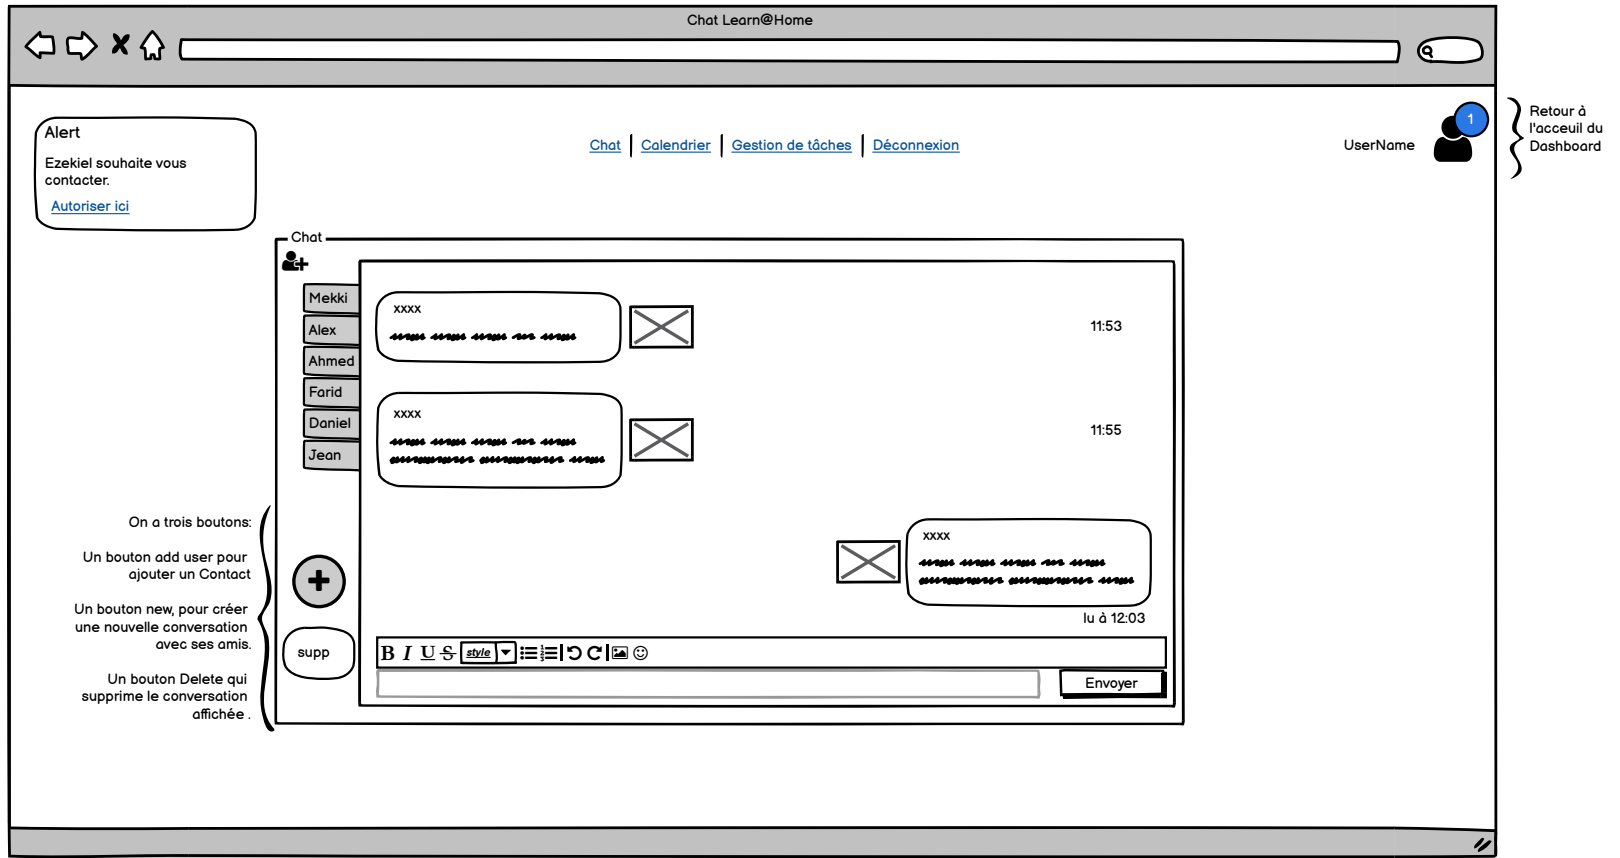 Chat Learn@Home
Alert
Ezekiel souhaite vous
contacter.
Autoriser ici
Chat
Calendrier
Gestion de tâches
Déconnexion
UserName
1
Retour à
l'acceuil du
Dashboard
Chat
Mekki
Alex
Ahmed
Farid
Daniel
Jean
xxxx
11:53
xxxx
11:55
xxxx
lu à 12:03
On a trois boutons:
Un bouton add user pour
ajouter un Contact
Un bouton new, pour créer
une nouvelle conversation
avec ses amis.
Un bouton Delete qui
supprime le conversation
affichée .
supp
B I U S style
Envoyer